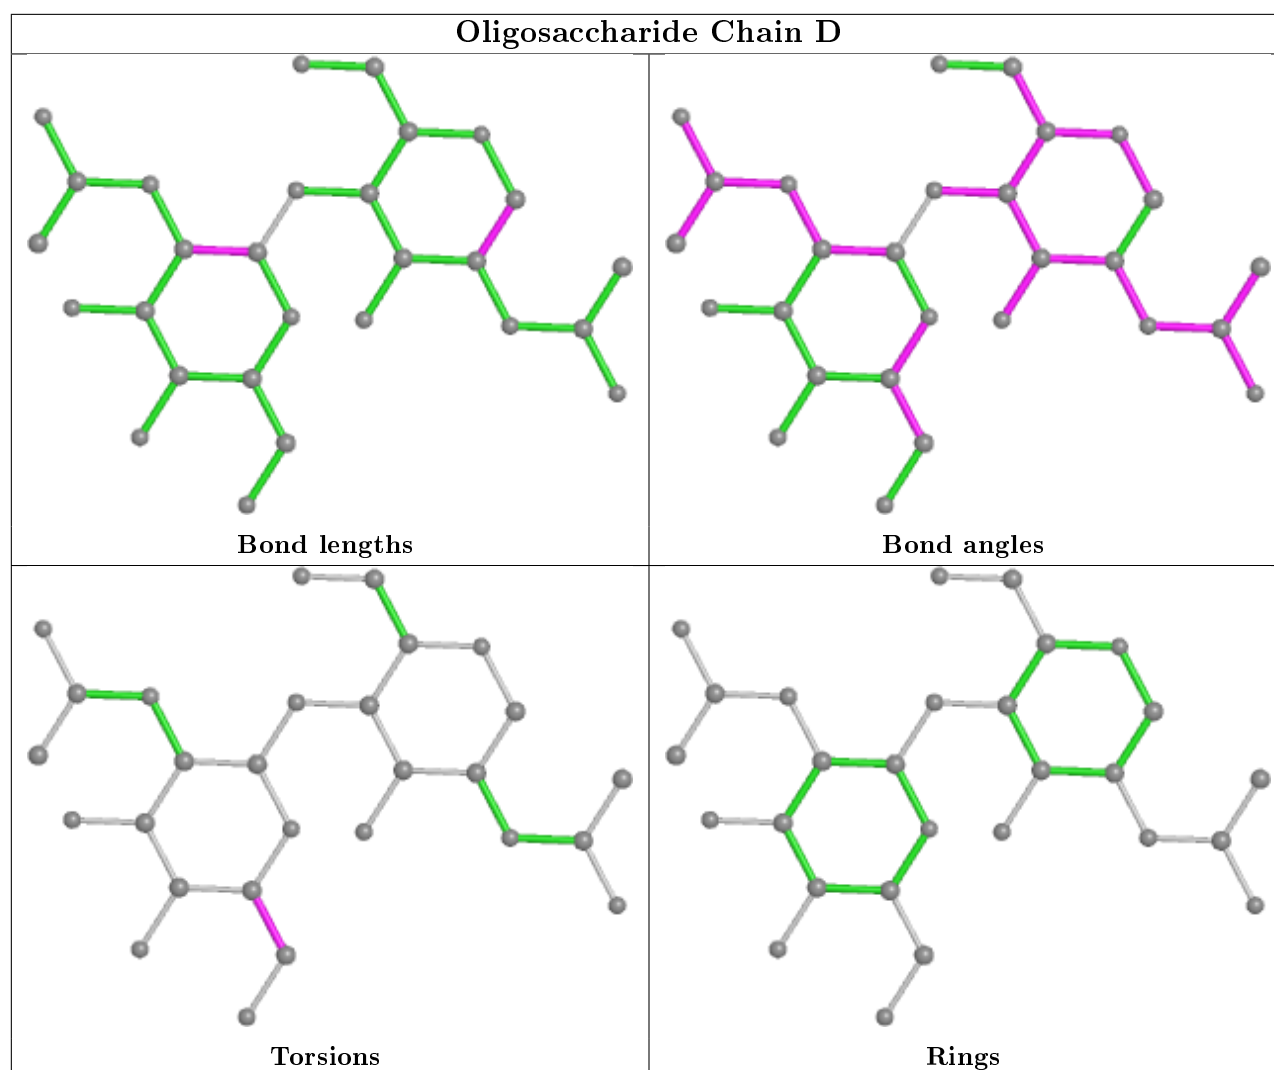 Oligosaccharide Chain D
Bond lengths
Bond angles
Torsions
Rings